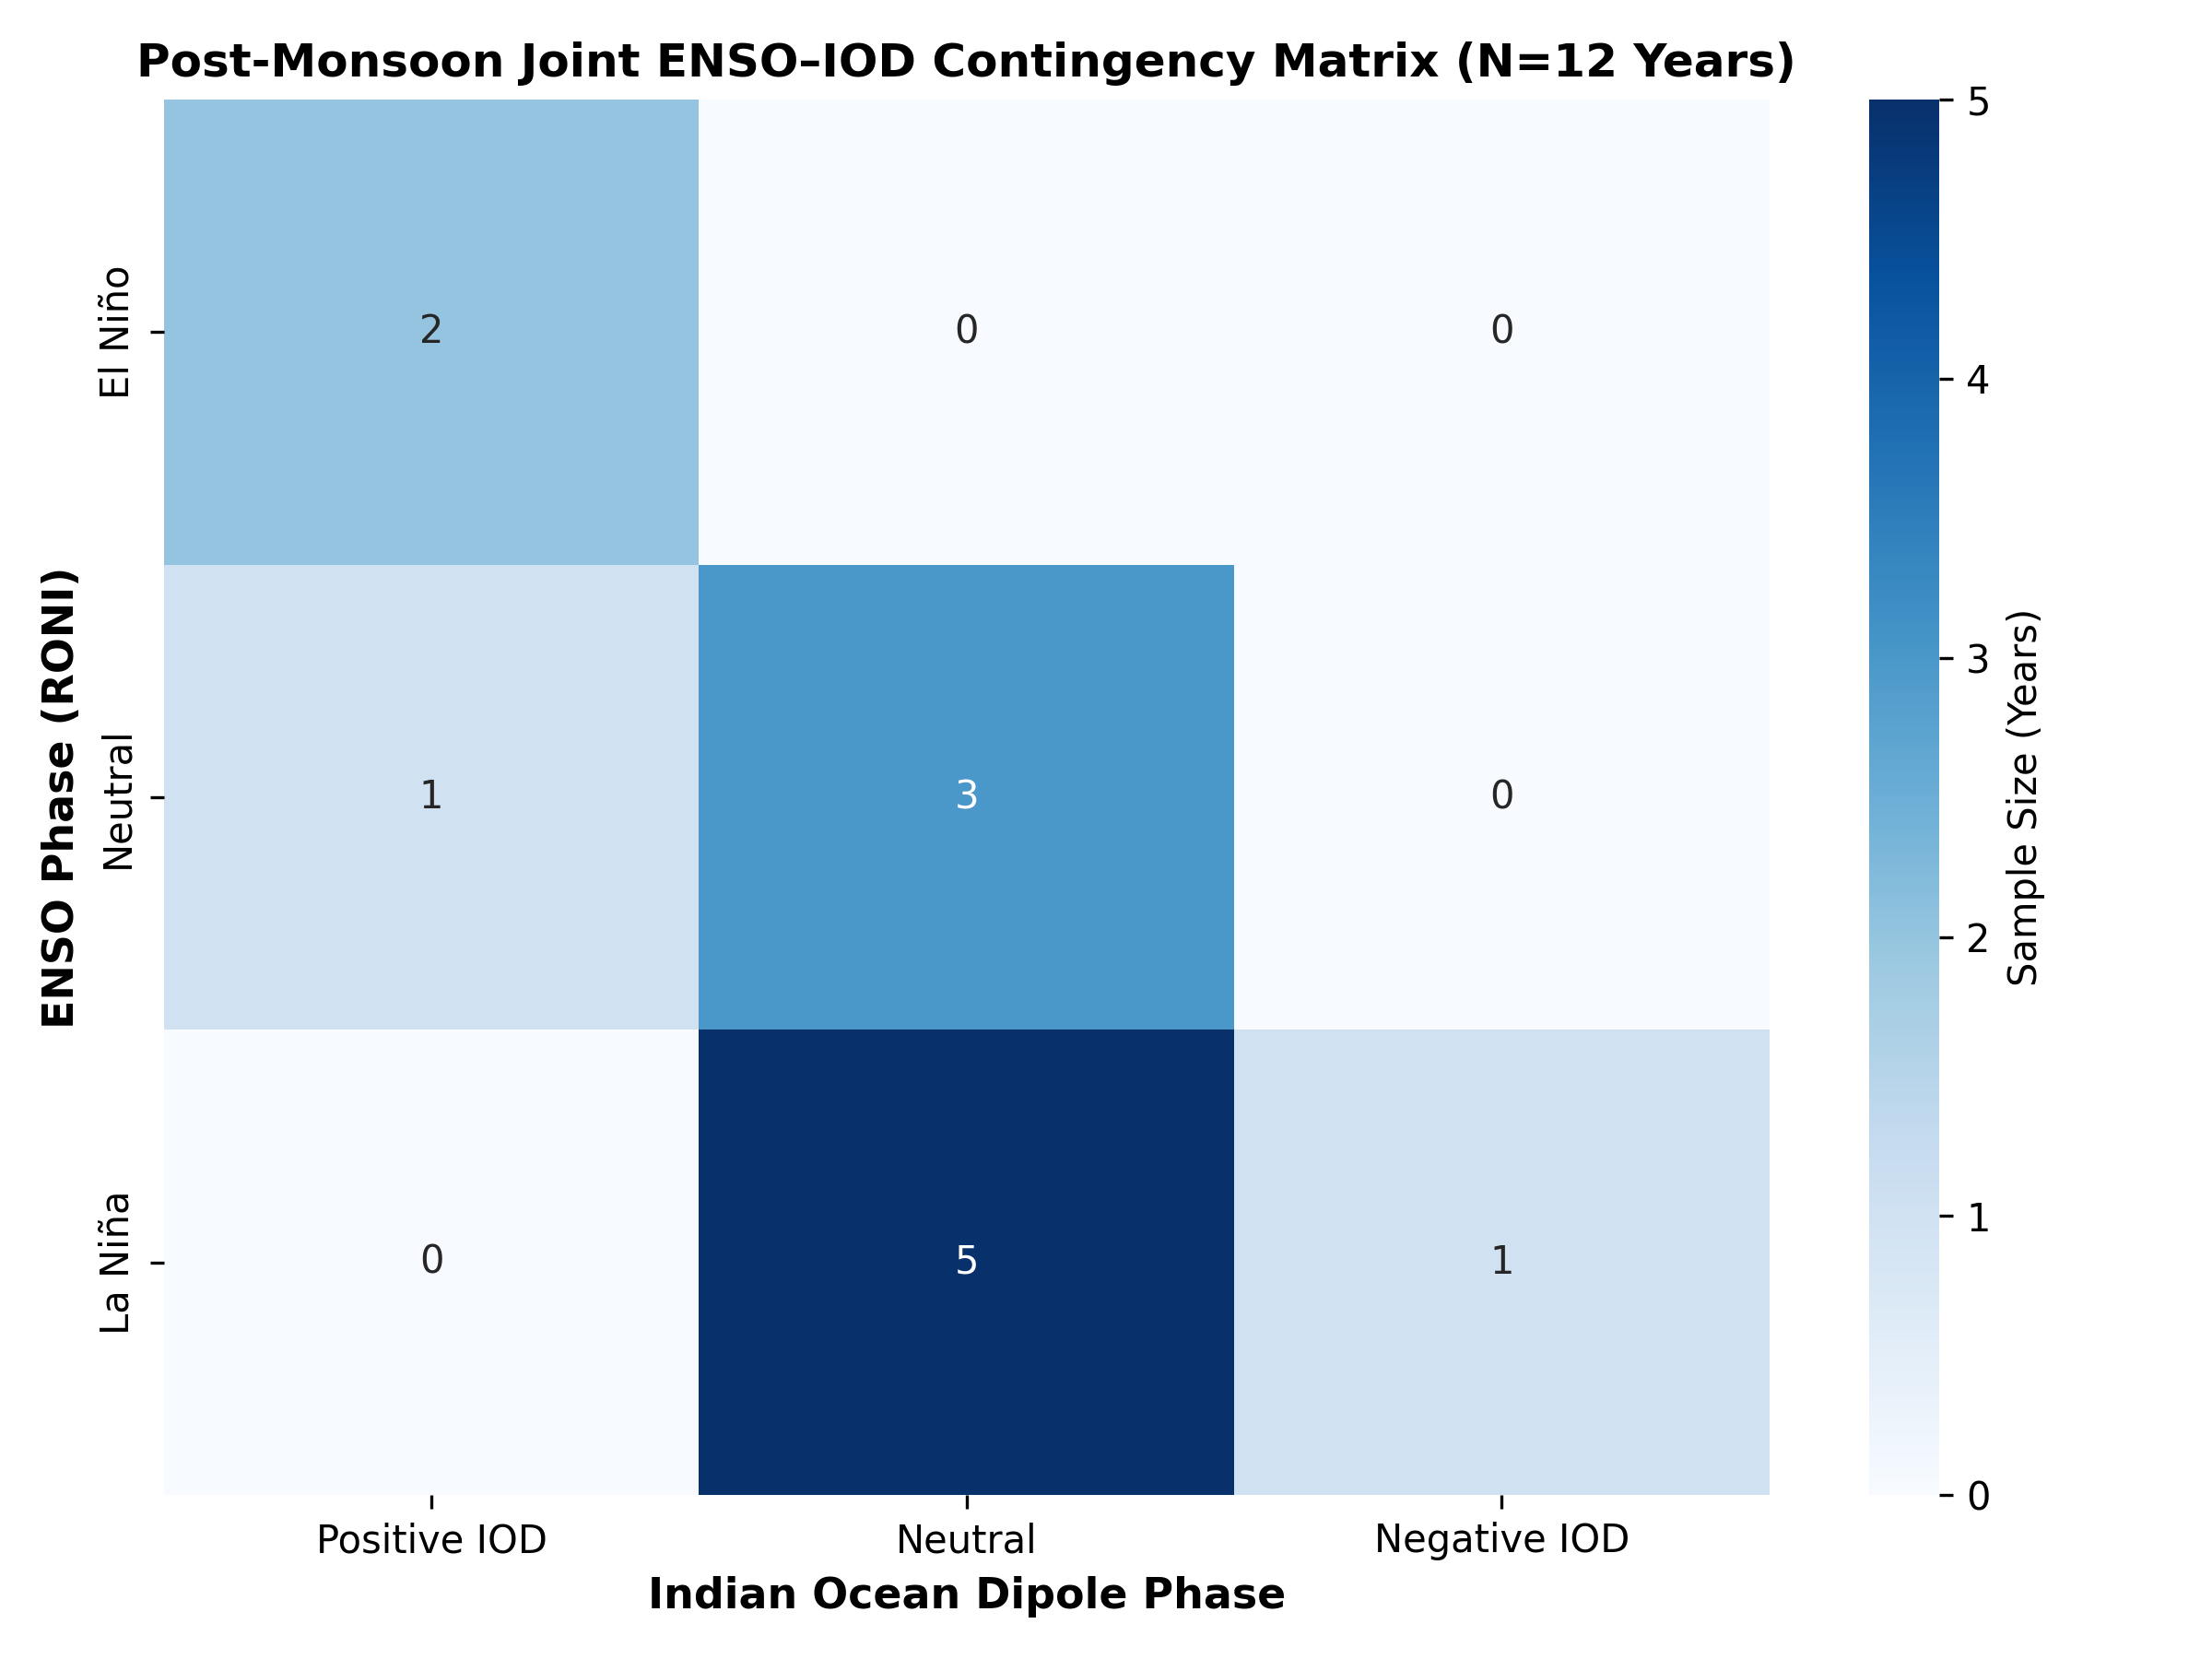 Post-Monsoon Joint ENSO–IOD Contingency Matrix (N=12 Years)
ENSO Phase (RONI)
El Niño
2
0
0
Neutral
1
3
0
La Niña
0
5
1
Positive IOD
Neutral
Negative IOD
Indian Ocean Dipole Phase
5
4
3
2
1
0
Sample Size (Years)